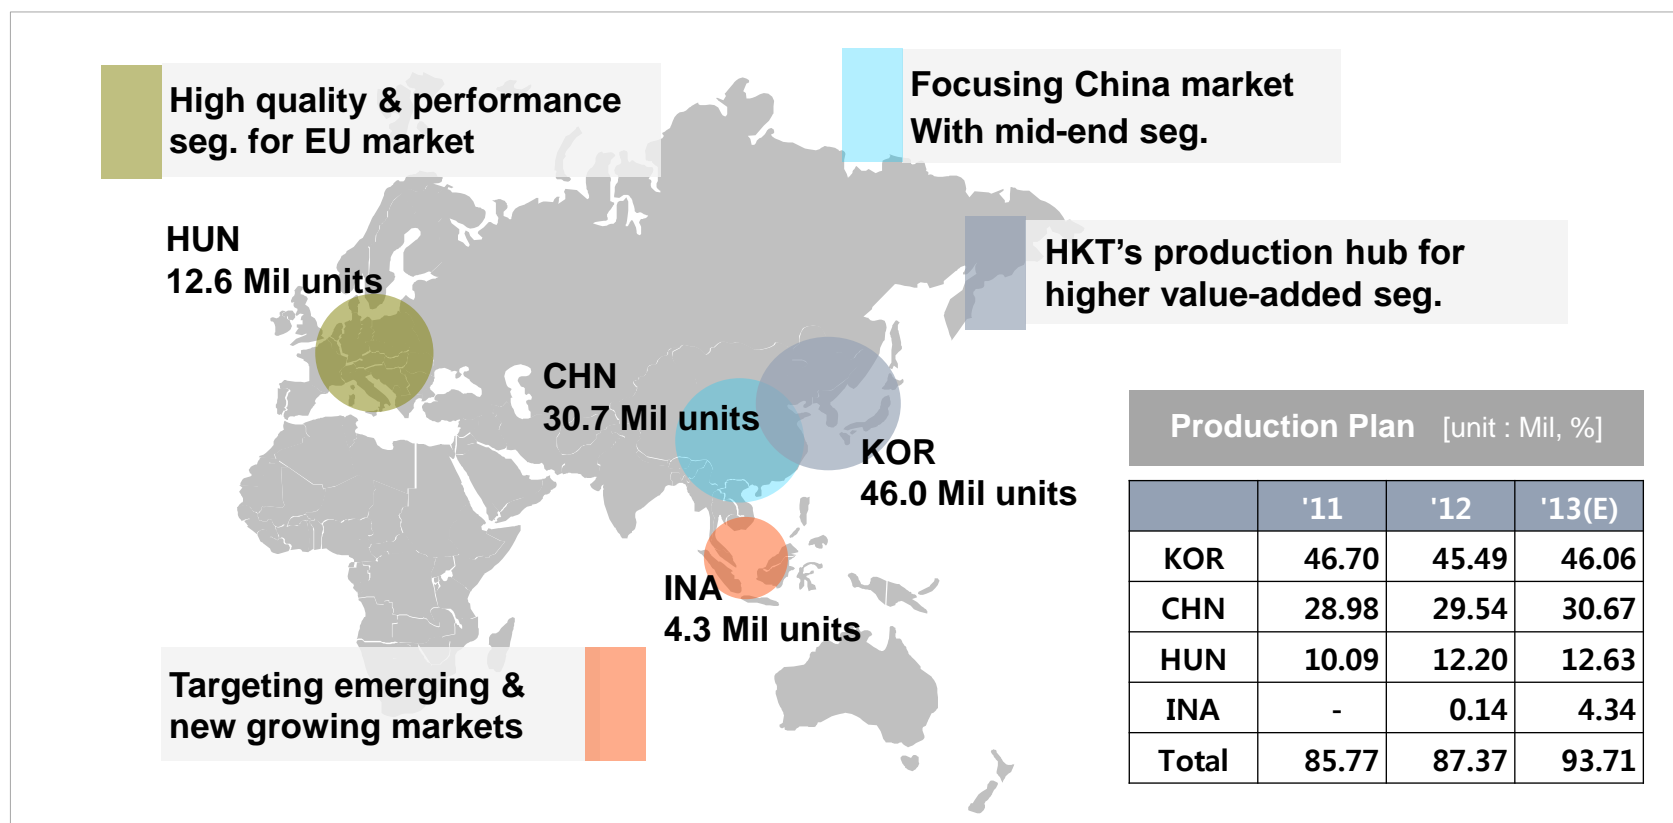 High quality & performance
seg. for EU market
Focusing China market
With mid-end seg.
HKT’s production hub for
higher value-added seg.
HUN
12.6 Mil units
CHN
30.7 Mil units
KOR
46.0 Mil units
INA
4.3 Mil units
Targeting emerging &
new growing markets
Production Plan [unit : Mil, %]
'11 '12 '13(E)
KOR 46.70 45.49 46.06
CHN 28.98 29.54 30.67
HUN 10.09 12.20 12.63
INA - 0.14 4.34
Total 85.77 87.37 93.71